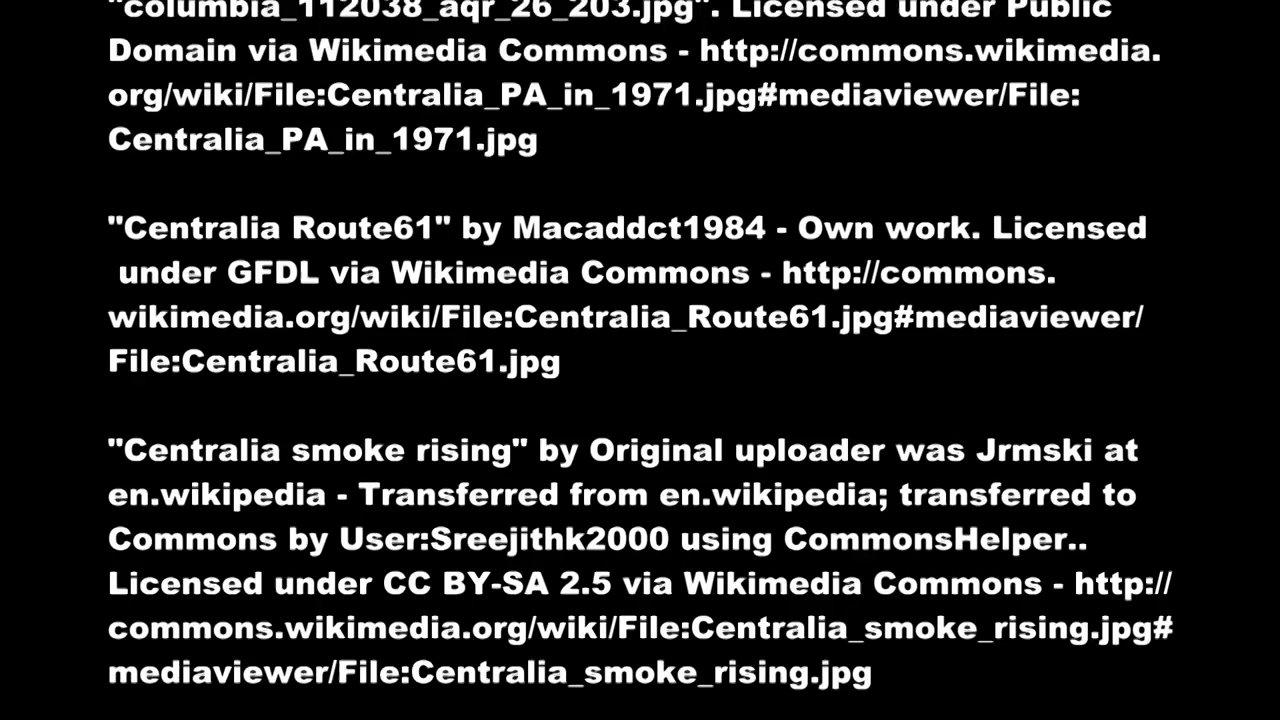 "columbia_112038_aqr_26_203.jpg". Licensed under Public
Domain via Wikimedia Commons - http://commons.wikimedia.
org/wiki/File:Centralia_PA_in_1971.jpg#mediaviewer/File:
Centralia_PA_in_1971.jpg
"Centralia Route61" by Macaddct1984 - Own work. Licensed
under GFDL via Wikimedia Commons - http://commons.
wikimedia.org/wiki/File:Centralia_Route61.jpg#mediaviewer/
File:Centralia_Route61.jpg
"Centralia smoke rising" by Original uploader was Jrmski at
en.wikipedia - Transferred from en.wikipedia; transferred to
Commons by User:Sreejithk2000 using CommonsHelper..
Licensed under CC BY-SA 2.5 via Wikimedia Commons - http://
commons.wikimedia.org/wiki/File:Centralia_smoke_rising.jpg#
mediaviewer/File:Centralia_smoke_rising.jpg